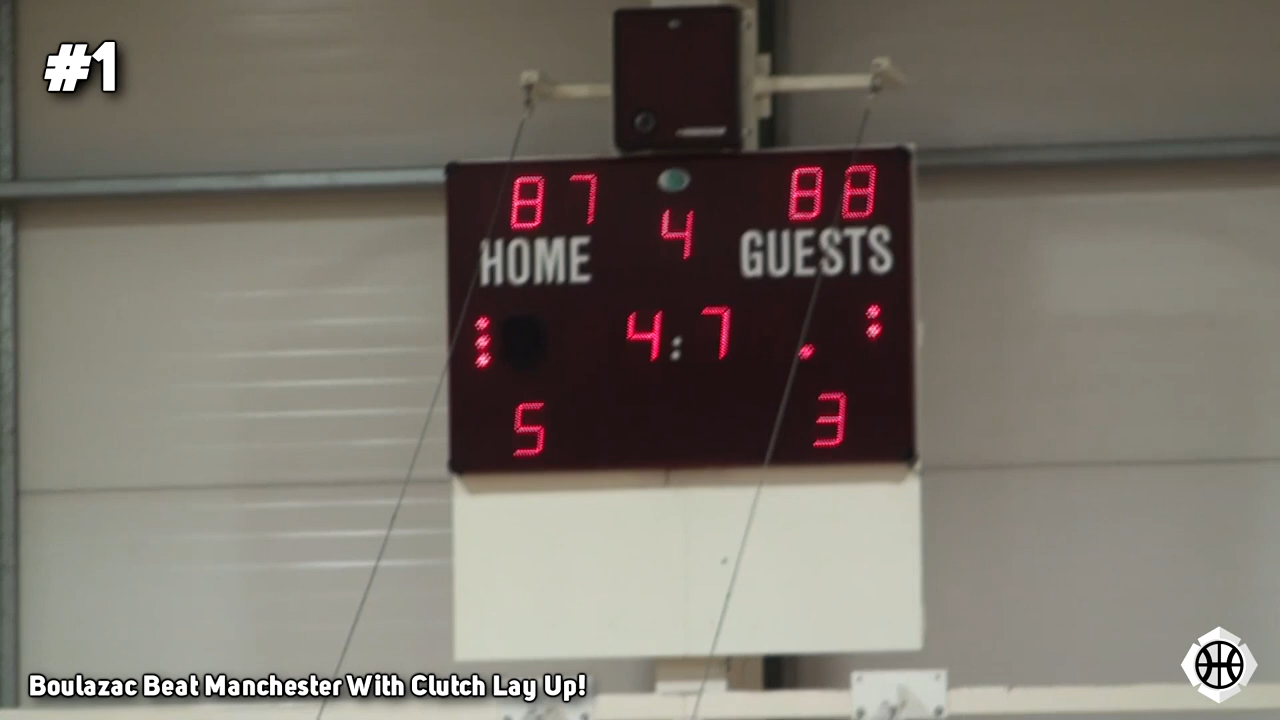 #1
87 88
4
HOME GUESTS
4:7
5 3
Boulazac Beat Manchester With Clutch Lay Up!